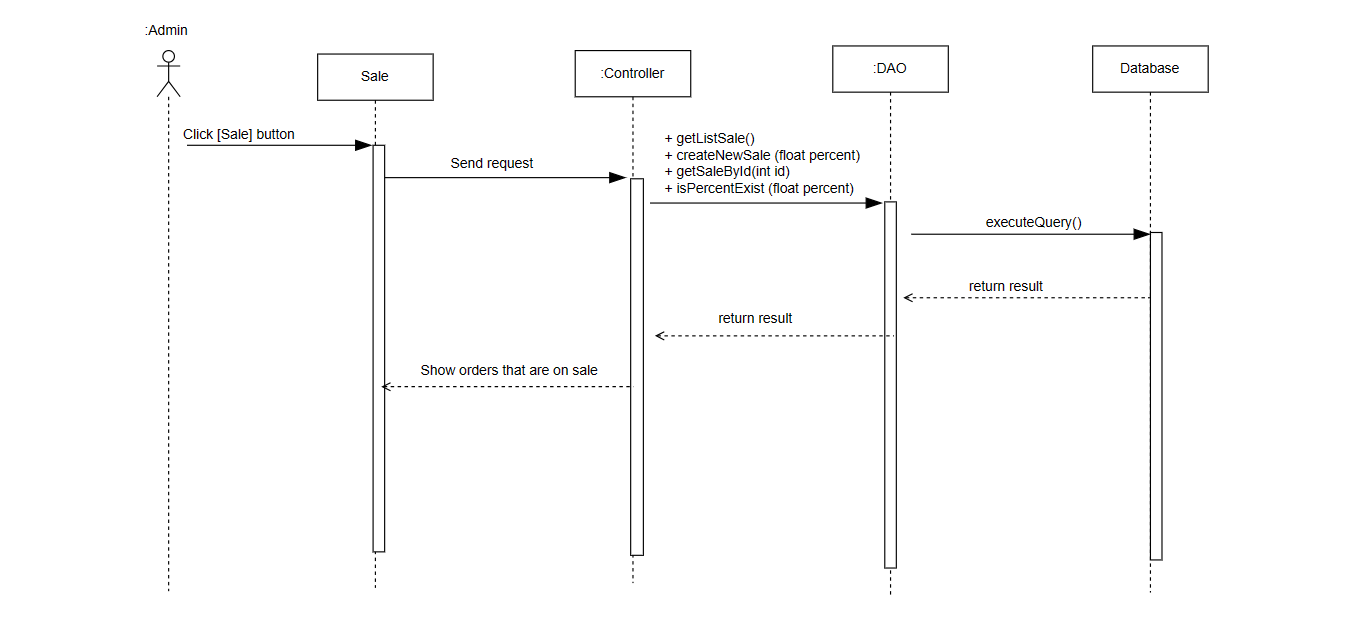 :Admin
Sale
:Controller
:DAO
Database
Click [Sale] button
Send request
+ getListSale()
+ createNewSale (float percent)
+ getSaleById(int id)
+ isPercentExist (float percent)
executeQuery()
return result
return result
Show orders that are on sale